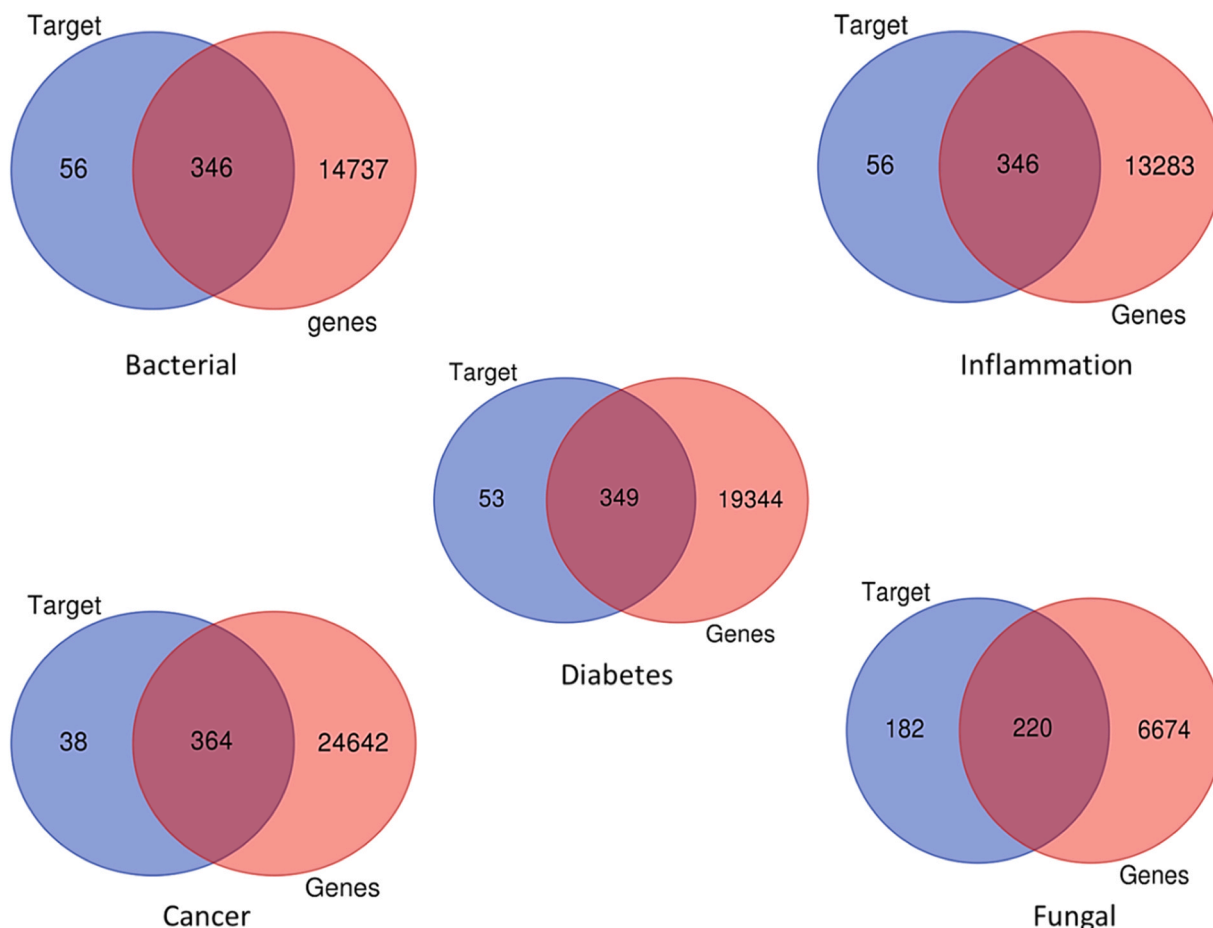 Target
56 346 14737
genes
Bacterial
Target
56 346 13283
Genes
Inflammation
Target
53 349 19344
Genes
Diabetes
Target
38 364 24642
Genes
Cancer
Target
182 220 6674
Genes
Fungal